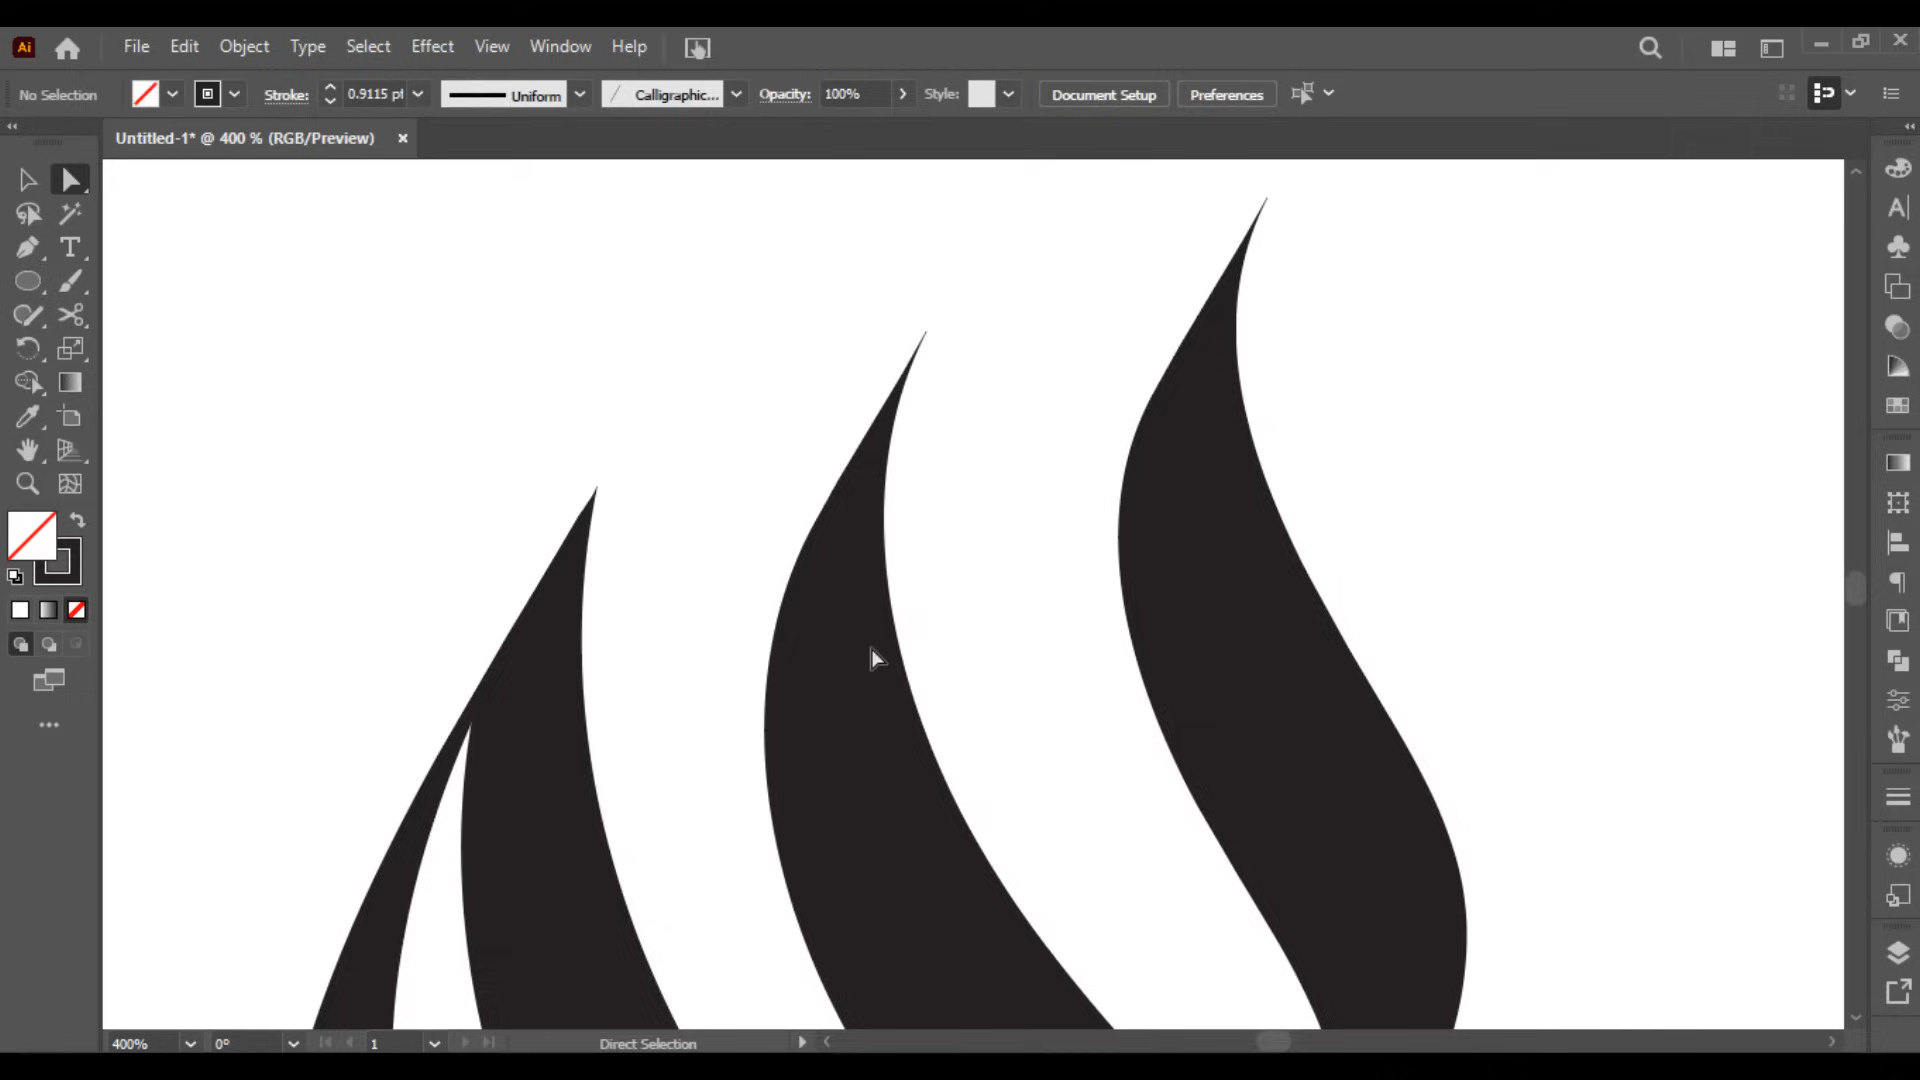 Ai File Edit Object Type Select Effect View Window Help
No Selection Stroke: 0.9115 pt Uniform Calligraphic... Opacity: 100% Style: Document Setup Preferences
Untitled-1* @ 400 % (RGB/Preview) ×
400% 0° 1 Direct Selection